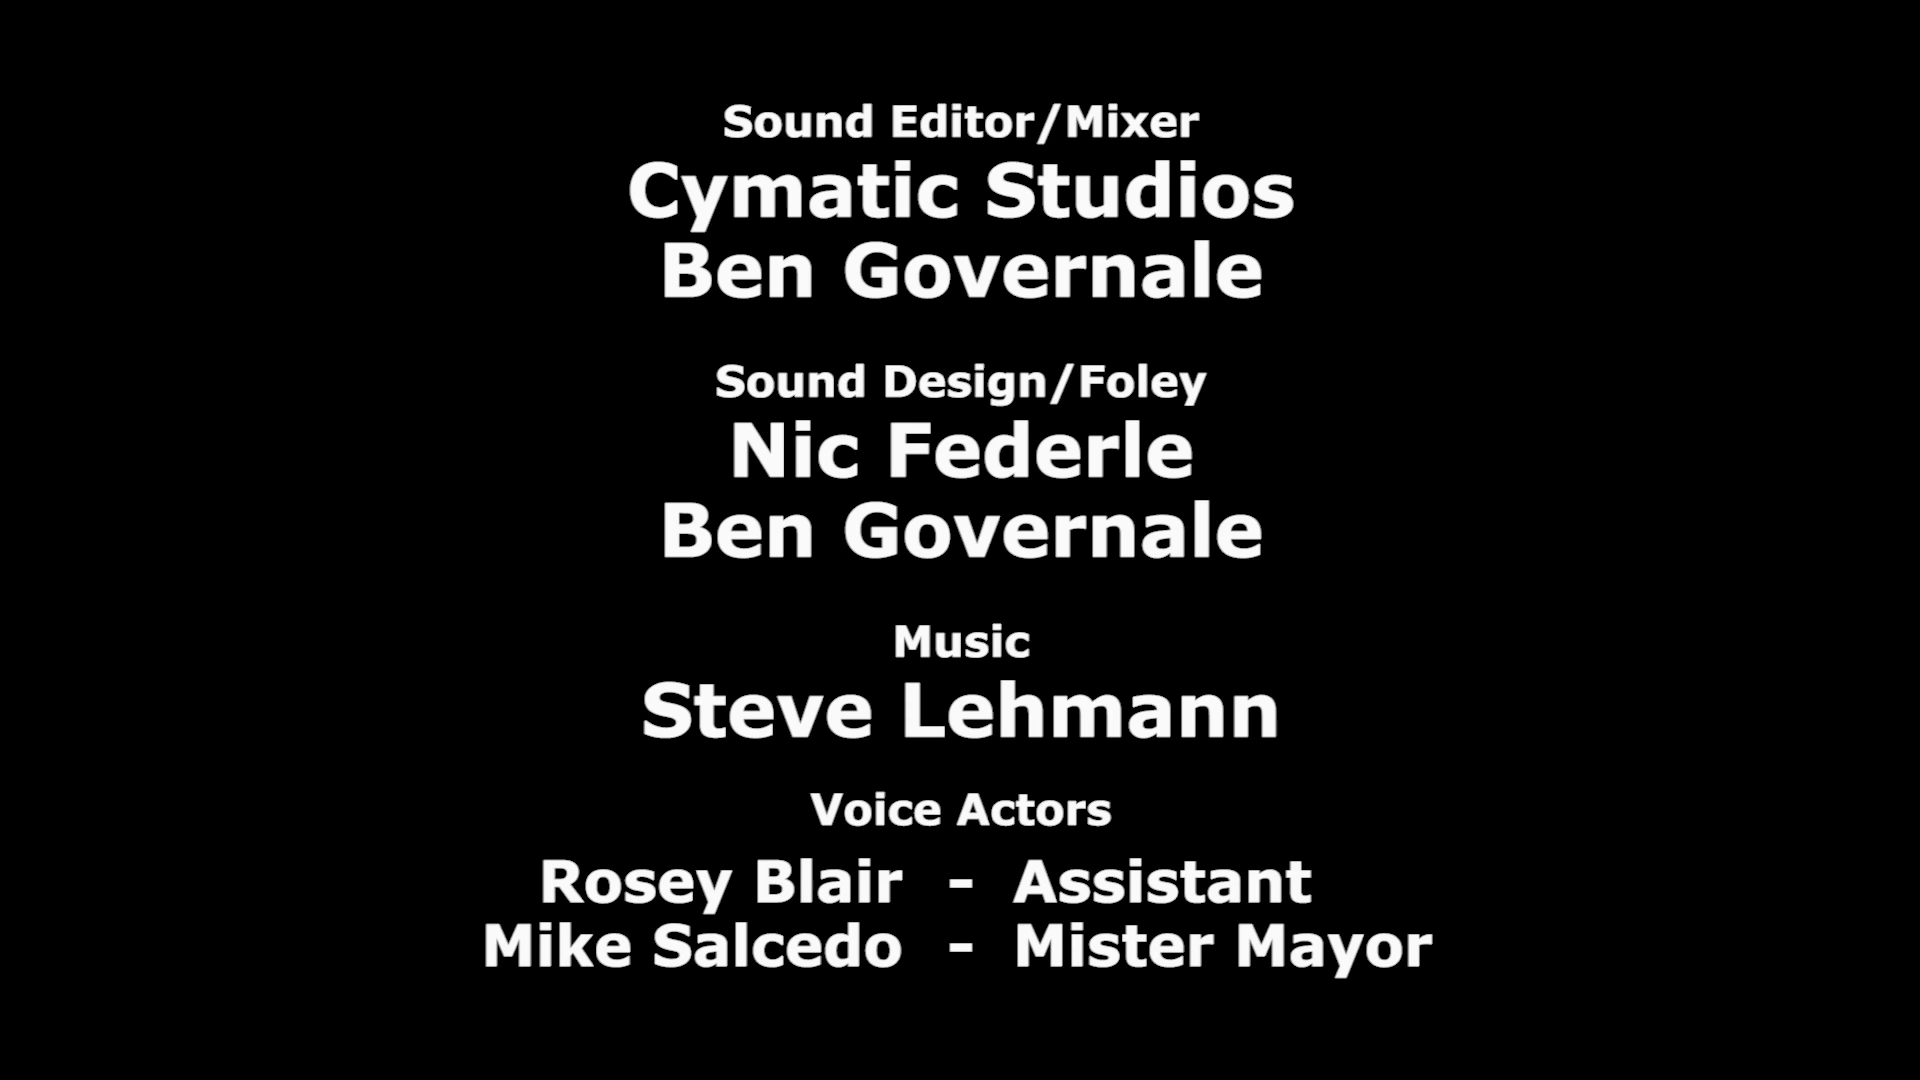 Sound Editor/Mixer
Cymatic Studios
Ben Governale
Sound Design/Foley
Nic Federle
Ben Governale
Music
Steve Lehmann
Voice Actors
Rosey Blair - Assistant
Mike Salcedo - Mister Mayor